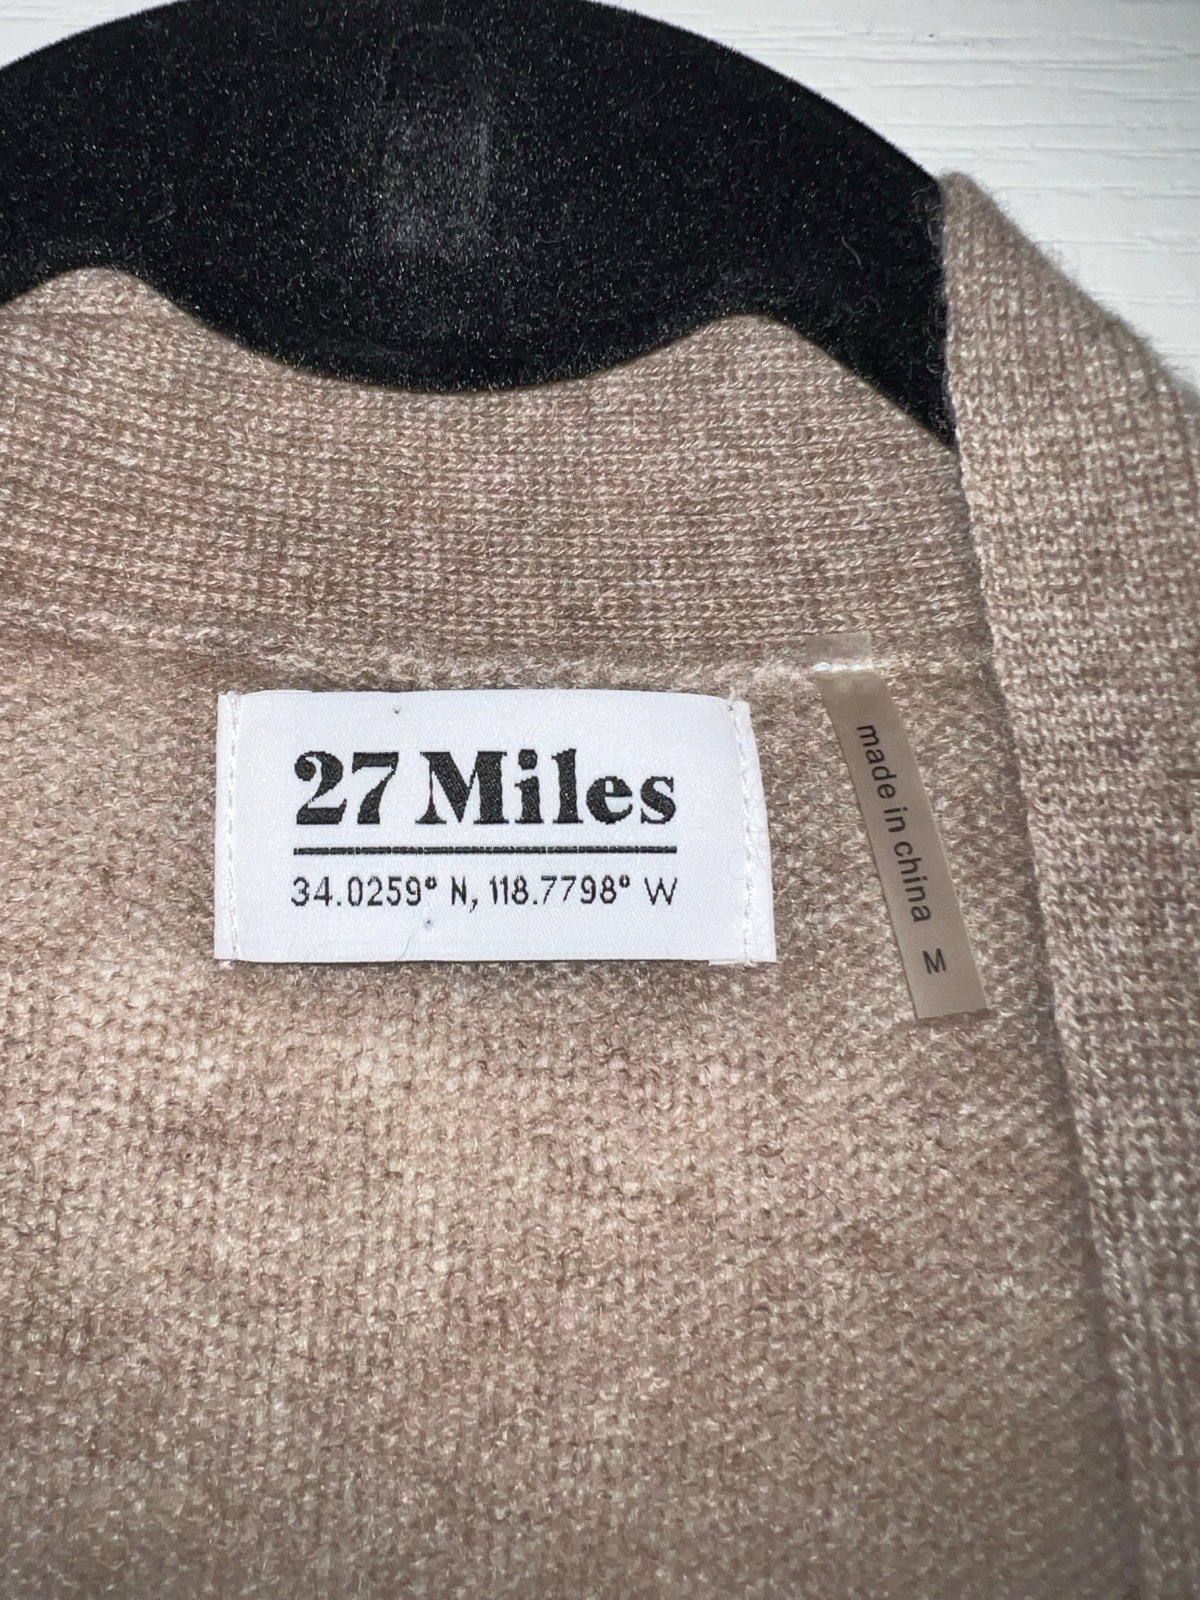 27 Miles
34.0259° N, 118.7798° W
made in china M